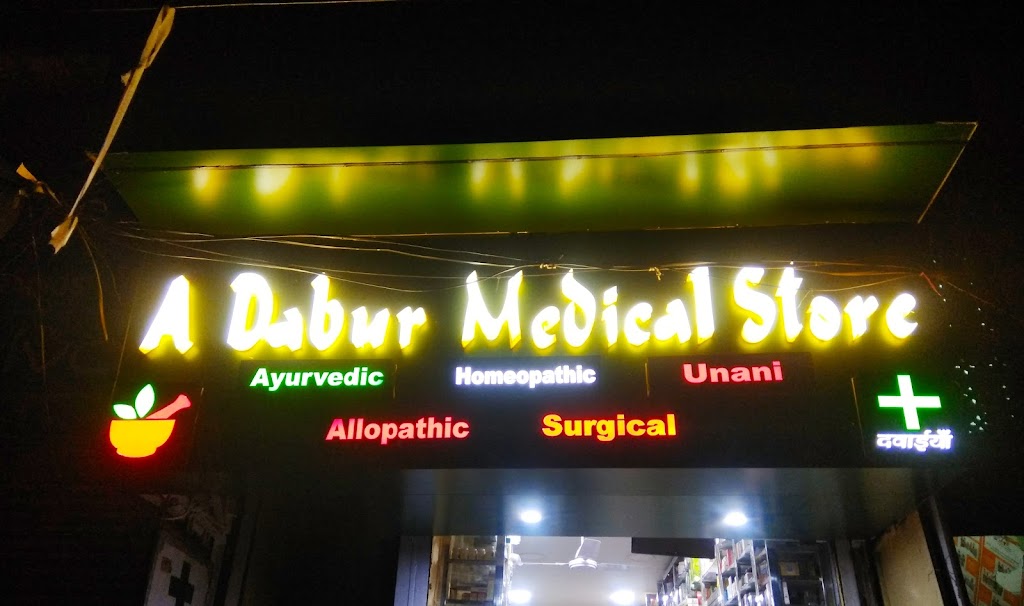 A Dabur Medical Store
Ayurvedic Homeopathic Unani
Allopathic Surgical
दवाईयाँ